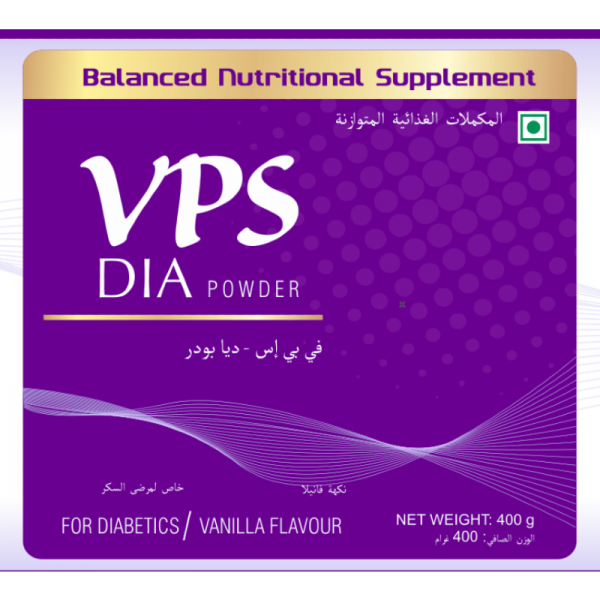 Balanced Nutritional Supplement
المكملات الغذائية المتوازنة
VPS
DIA POWDER
في بي إس - ديا بودر
خاص لمرضى السكر نكهة فانيلا
FOR DIABETICS / VANILLA FLAVOUR
NET WEIGHT: 400 g
الوزن الصافي: 400 غرام